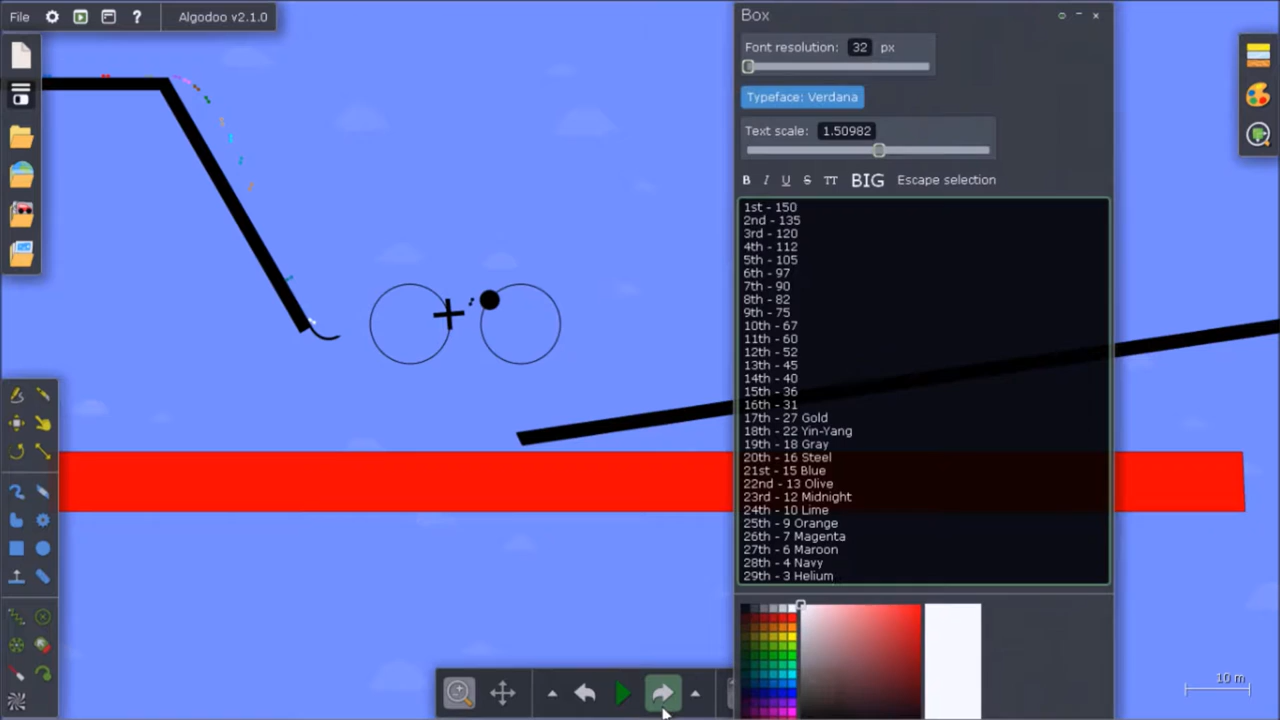 File
Algodoo v2.1.0
Box
Font resolution: 32 px
Typeface: Verdana
Text scale: 1.50982
B I U S TT BIG Escape selection
1st - 150
2nd - 135
3rd - 120
4th - 112
5th - 105
6th - 97
7th - 90
8th - 82
9th - 75
10th - 67
11th - 60
12th - 52
13th - 45
14th - 40
15th - 36
16th - 31
17th - 27 Gold
18th - 22 Yin-Yang
19th - 18 Gray
20th - 16 Steel
21st - 15 Blue
22nd - 13 Olive
23rd - 12 Midnight
24th - 10 Lime
25th - 9 Orange
26th - 7 Magenta
27th - 6 Maroon
28th - 4 Navy
29th - 3 Helium
10 m